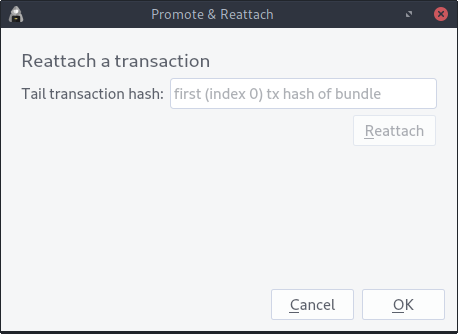 Promote & Reattach
Reattach a transaction
Tail transaction hash: first (index 0) tx hash of bundle
Reattach
Cancel OK